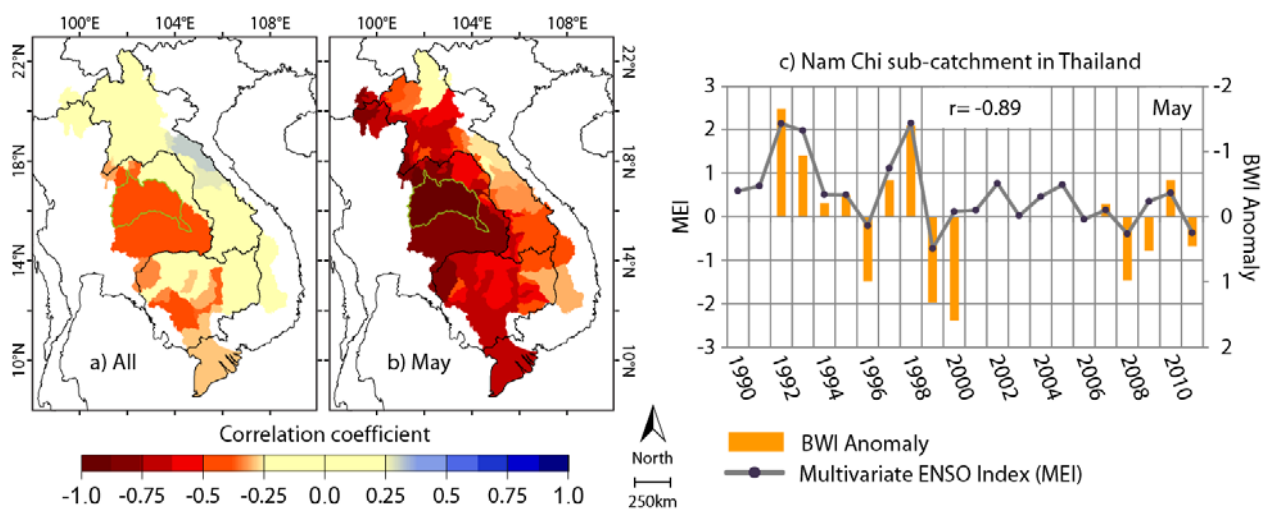 100°E 104°E 108°E 100°E 104°E 108°E
22°N 22°N
18°N 18°N
14°N 14°N
10°N 10°N
a) All b) May
Correlation coefficient
-1.0 -0.75 -0.5 -0.25 0.0 0.25 0.5 0.75 1.0
North
250km
c) Nam Chi sub-catchment in Thailand
r= -0.89 May
MEI
3
2
1
0
-1
-2
-3
BWI Anomaly
-2
-1
0
1
2
1990 1992 1994 1996 1998 2000 2002 2004 2006 2008 2010
BWI Anomaly
Multivariate ENSO Index (MEI)